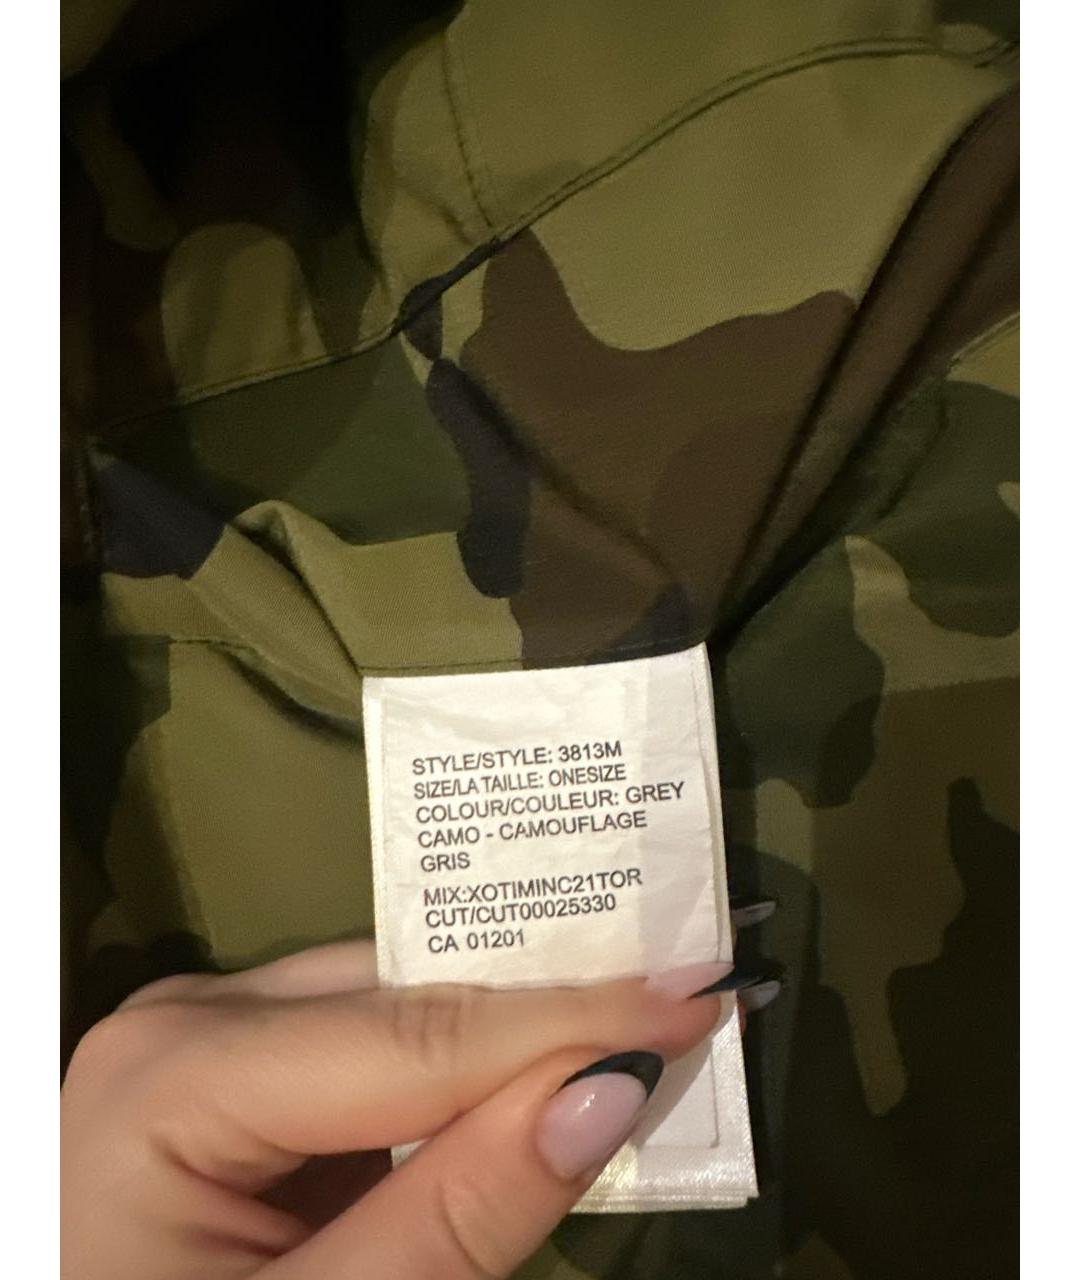 STYLE/STYLE: 3813M
SIZE/LA TAILLE: ONESIZE
COLOUR/COULEUR: GREY
CAMO - CAMOUFLAGE
GRIS
MIX:XOTIMINC21TOR
CUT/CUT00025330
CA 01201